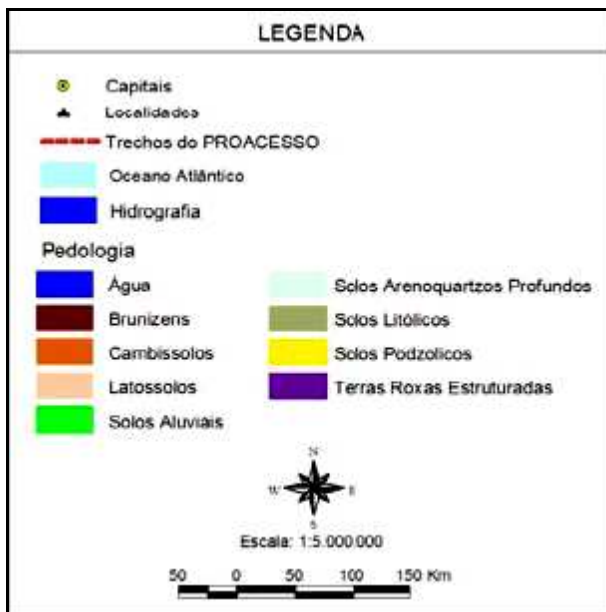 LEGENDA
Capitais
Localidades
Trechos do PROACESSO
Oceano Atlântico
Hidrografia
Pedologia
Água
Brunizens
Cambissolos
Latossolos
Solos Aluviais
Solos Arenoquartzos Profundos
Solos Litólicos
Solos Podzolicos
Terras Roxas Estruturadas
N
W E
S
Escala: 1:5.000.000
50 0 50 100 150 Km